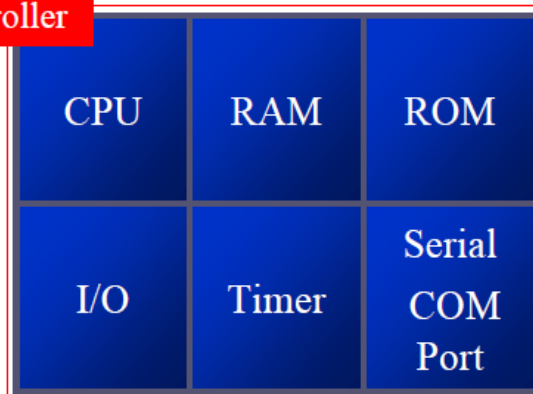 roller
CPU
RAM
ROM
I/O
Timer
Serial
COM
Port